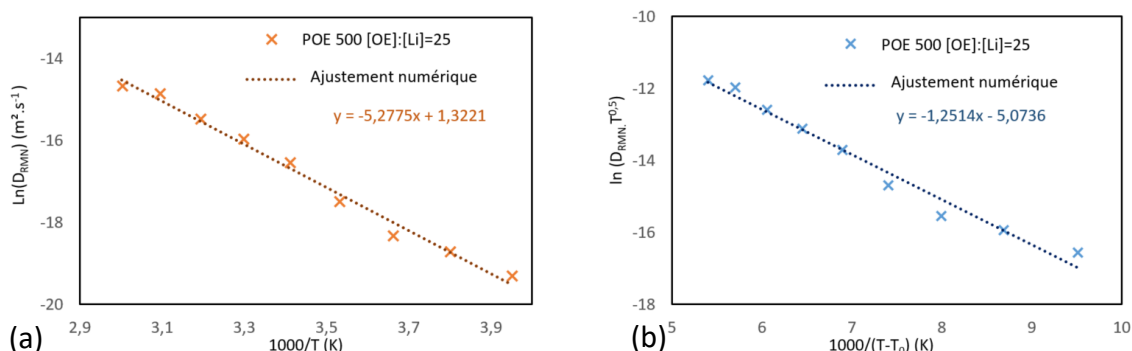 POE 500 [OE]:[Li]=25
Ajustement numérique
y = -5,2775x + 1,3221
-14
-16
-18
-20
2,9
3,1
3,3
3,5
3,7
3,9
Ln(D_RMN) (m².s⁻¹)
1000/T (K)
(a)
POE 500 [OE]:[Li]=25
Ajustement numérique
y = -1,2514x - 5,0736
-10
-12
-14
-16
-18
5
6
7
8
9
10
ln (D_RMN.T^0,5)
1000/(T-T₀) (K)
(b)